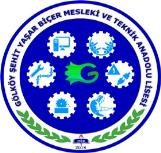 GÖLKÖY ŞEHİT YAŞAR BİÇER MESLEKİ VE TEKNİK ANADOLU LİSESİ
G